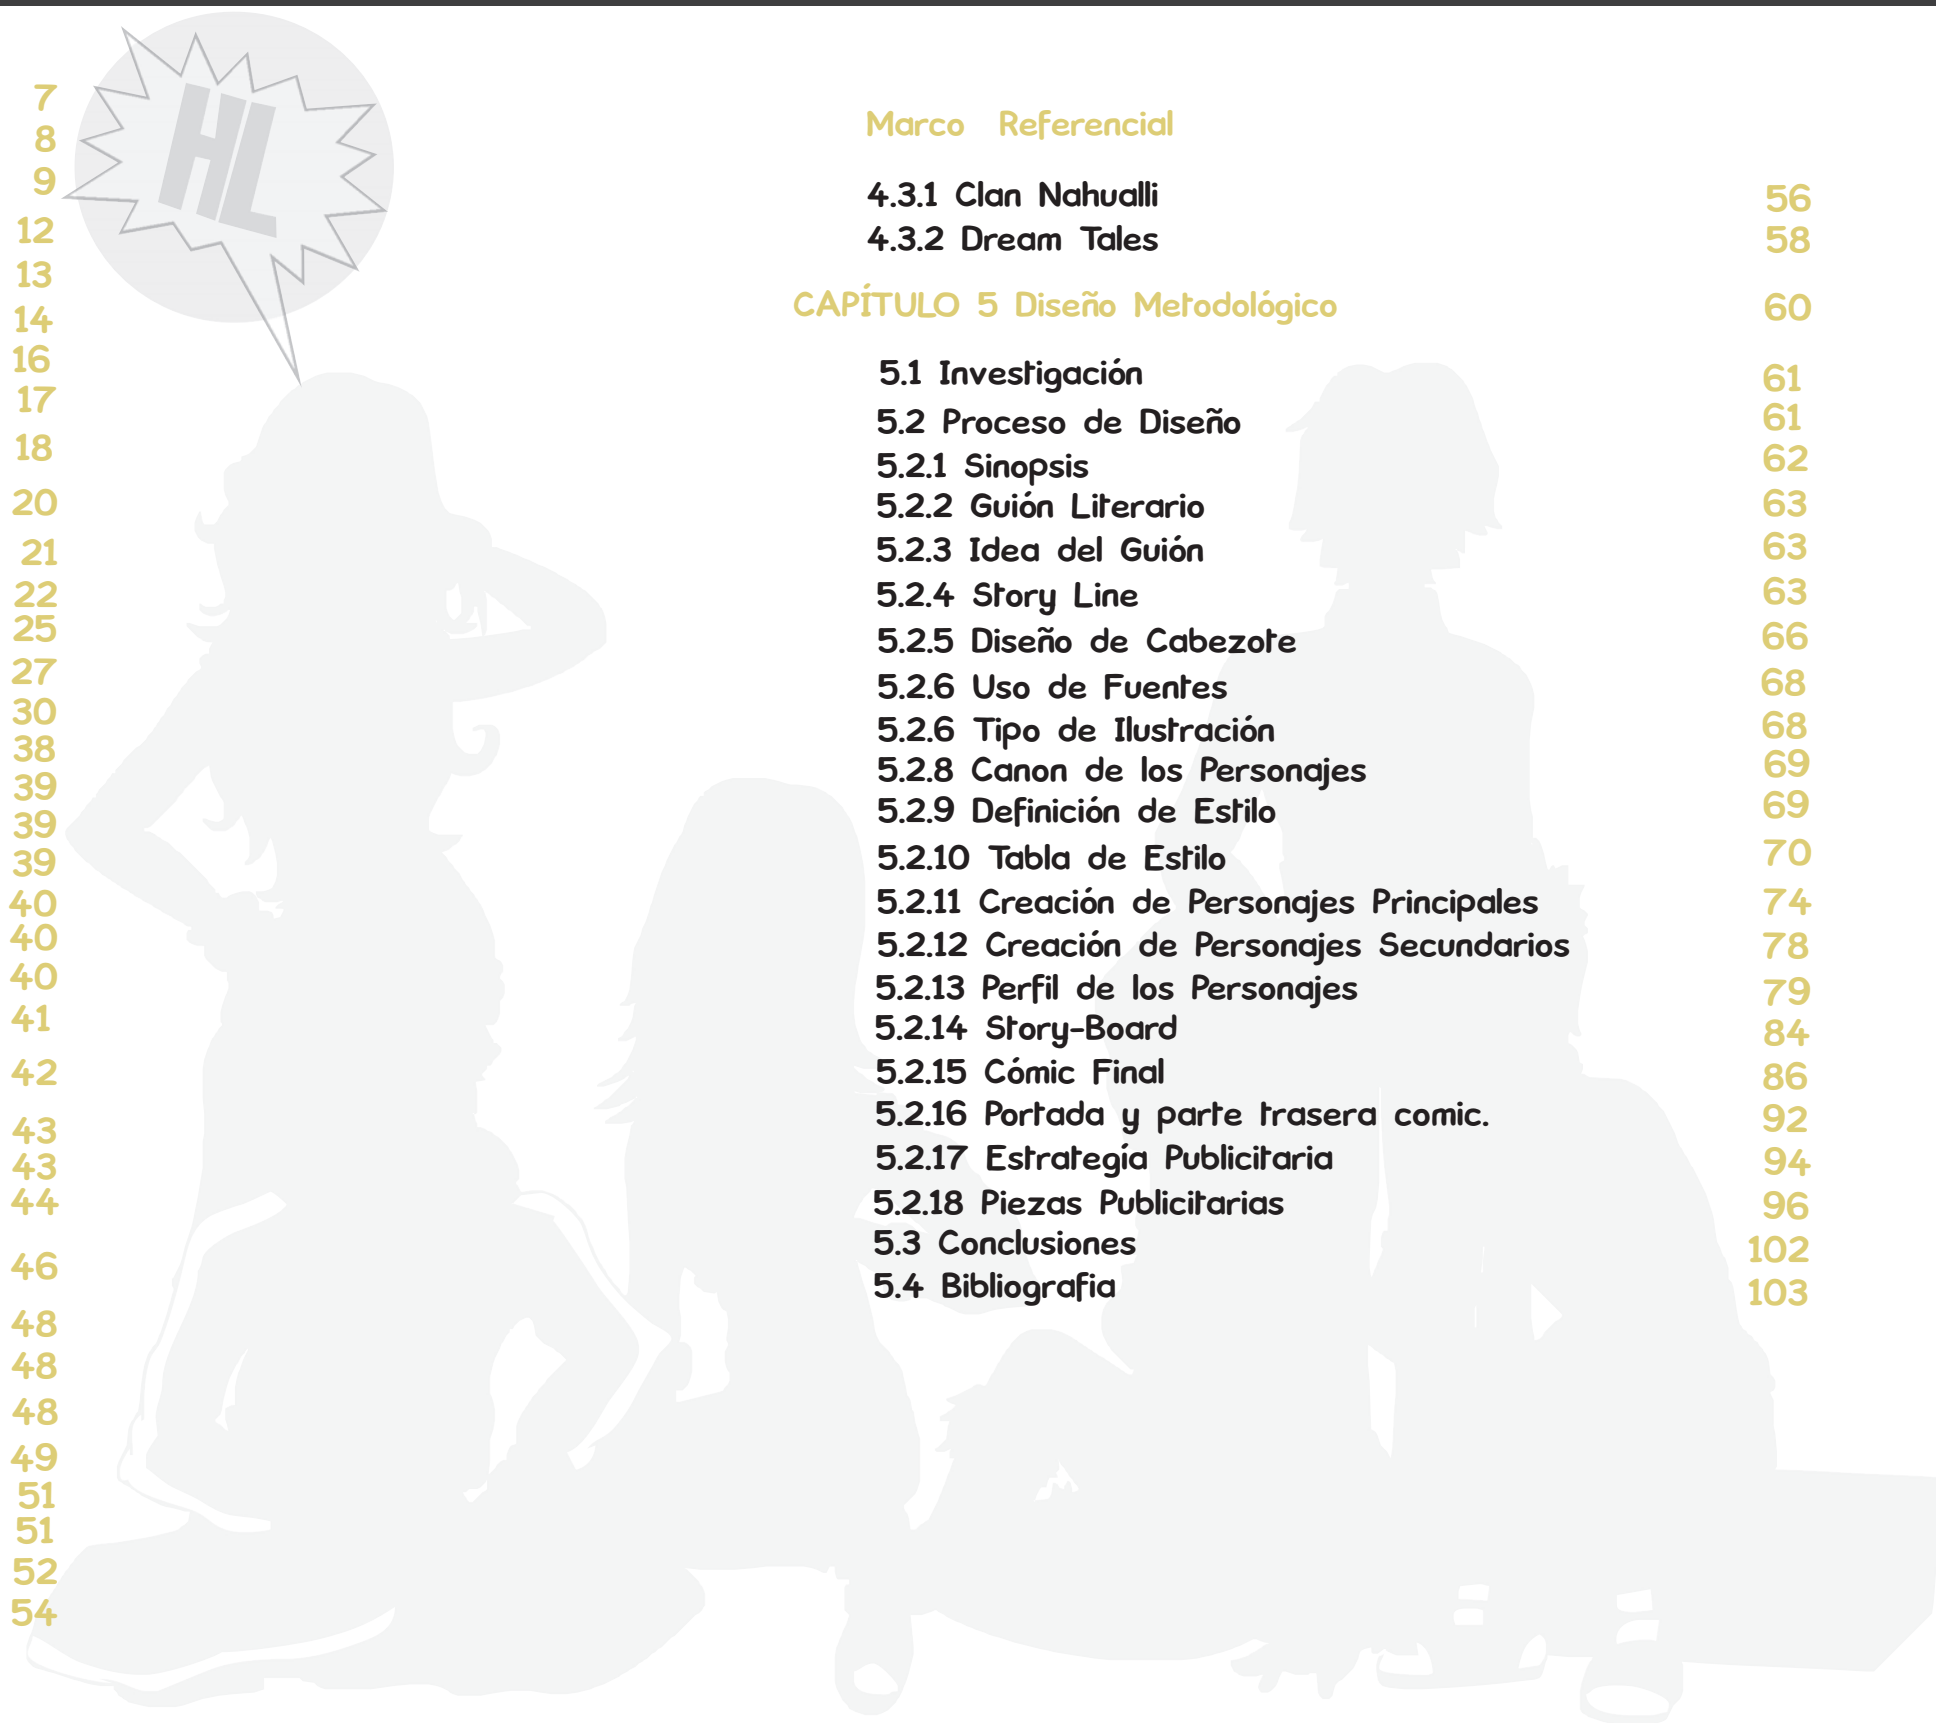 7
8
9
12
13
14
16
17
18
20
21
22
25
27
30
38
39
39
39
40
40
40
41
42
43
43
44
46
48
48
48
49
51
51
52
54
HL
Marco Referencial
4.3.1 Clan Nahualli 56
4.3.2 Dream Tales 58
CAPÍTULO 5 Diseño Metodológico 60
5.1 Investigación 61
5.2 Proceso de Diseño 61
5.2.1 Sinopsis 62
5.2.2 Guión Literario 63
5.2.3 Idea del Guión 63
5.2.4 Story Line 63
5.2.5 Diseño de Cabezote 66
5.2.6 Uso de Fuentes 68
5.2.6 Tipo de Ilustración 68
5.2.8 Canon de los Personajes 69
5.2.9 Definición de Estilo 69
5.2.10 Tabla de Estilo 70
5.2.11 Creación de Personajes Principales 74
5.2.12 Creación de Personajes Secundarios 78
5.2.13 Perfil de los Personajes 79
5.2.14 Story-Board 84
5.2.15 Cómic Final 86
5.2.16 Portada y parte trasera comic. 92
5.2.17 Estrategía Publicitaria 94
5.2.18 Piezas Publicitarias 96
5.3 Conclusiones 102
5.4 Bibliografia 103